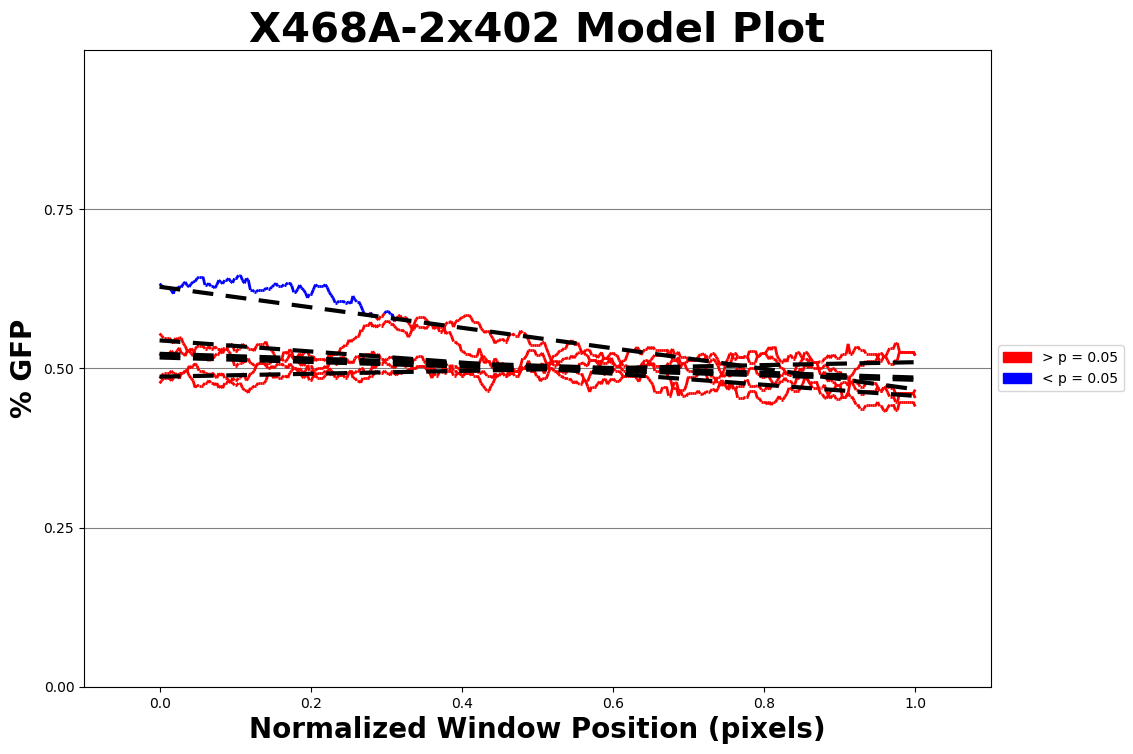 X468A-2x402 Model Plot
% GFP
0.75
0.50
0.25
0.00
0.0 0.2 0.4 0.6 0.8 1.0
Normalized Window Position (pixels)
> p = 0.05
< p = 0.05